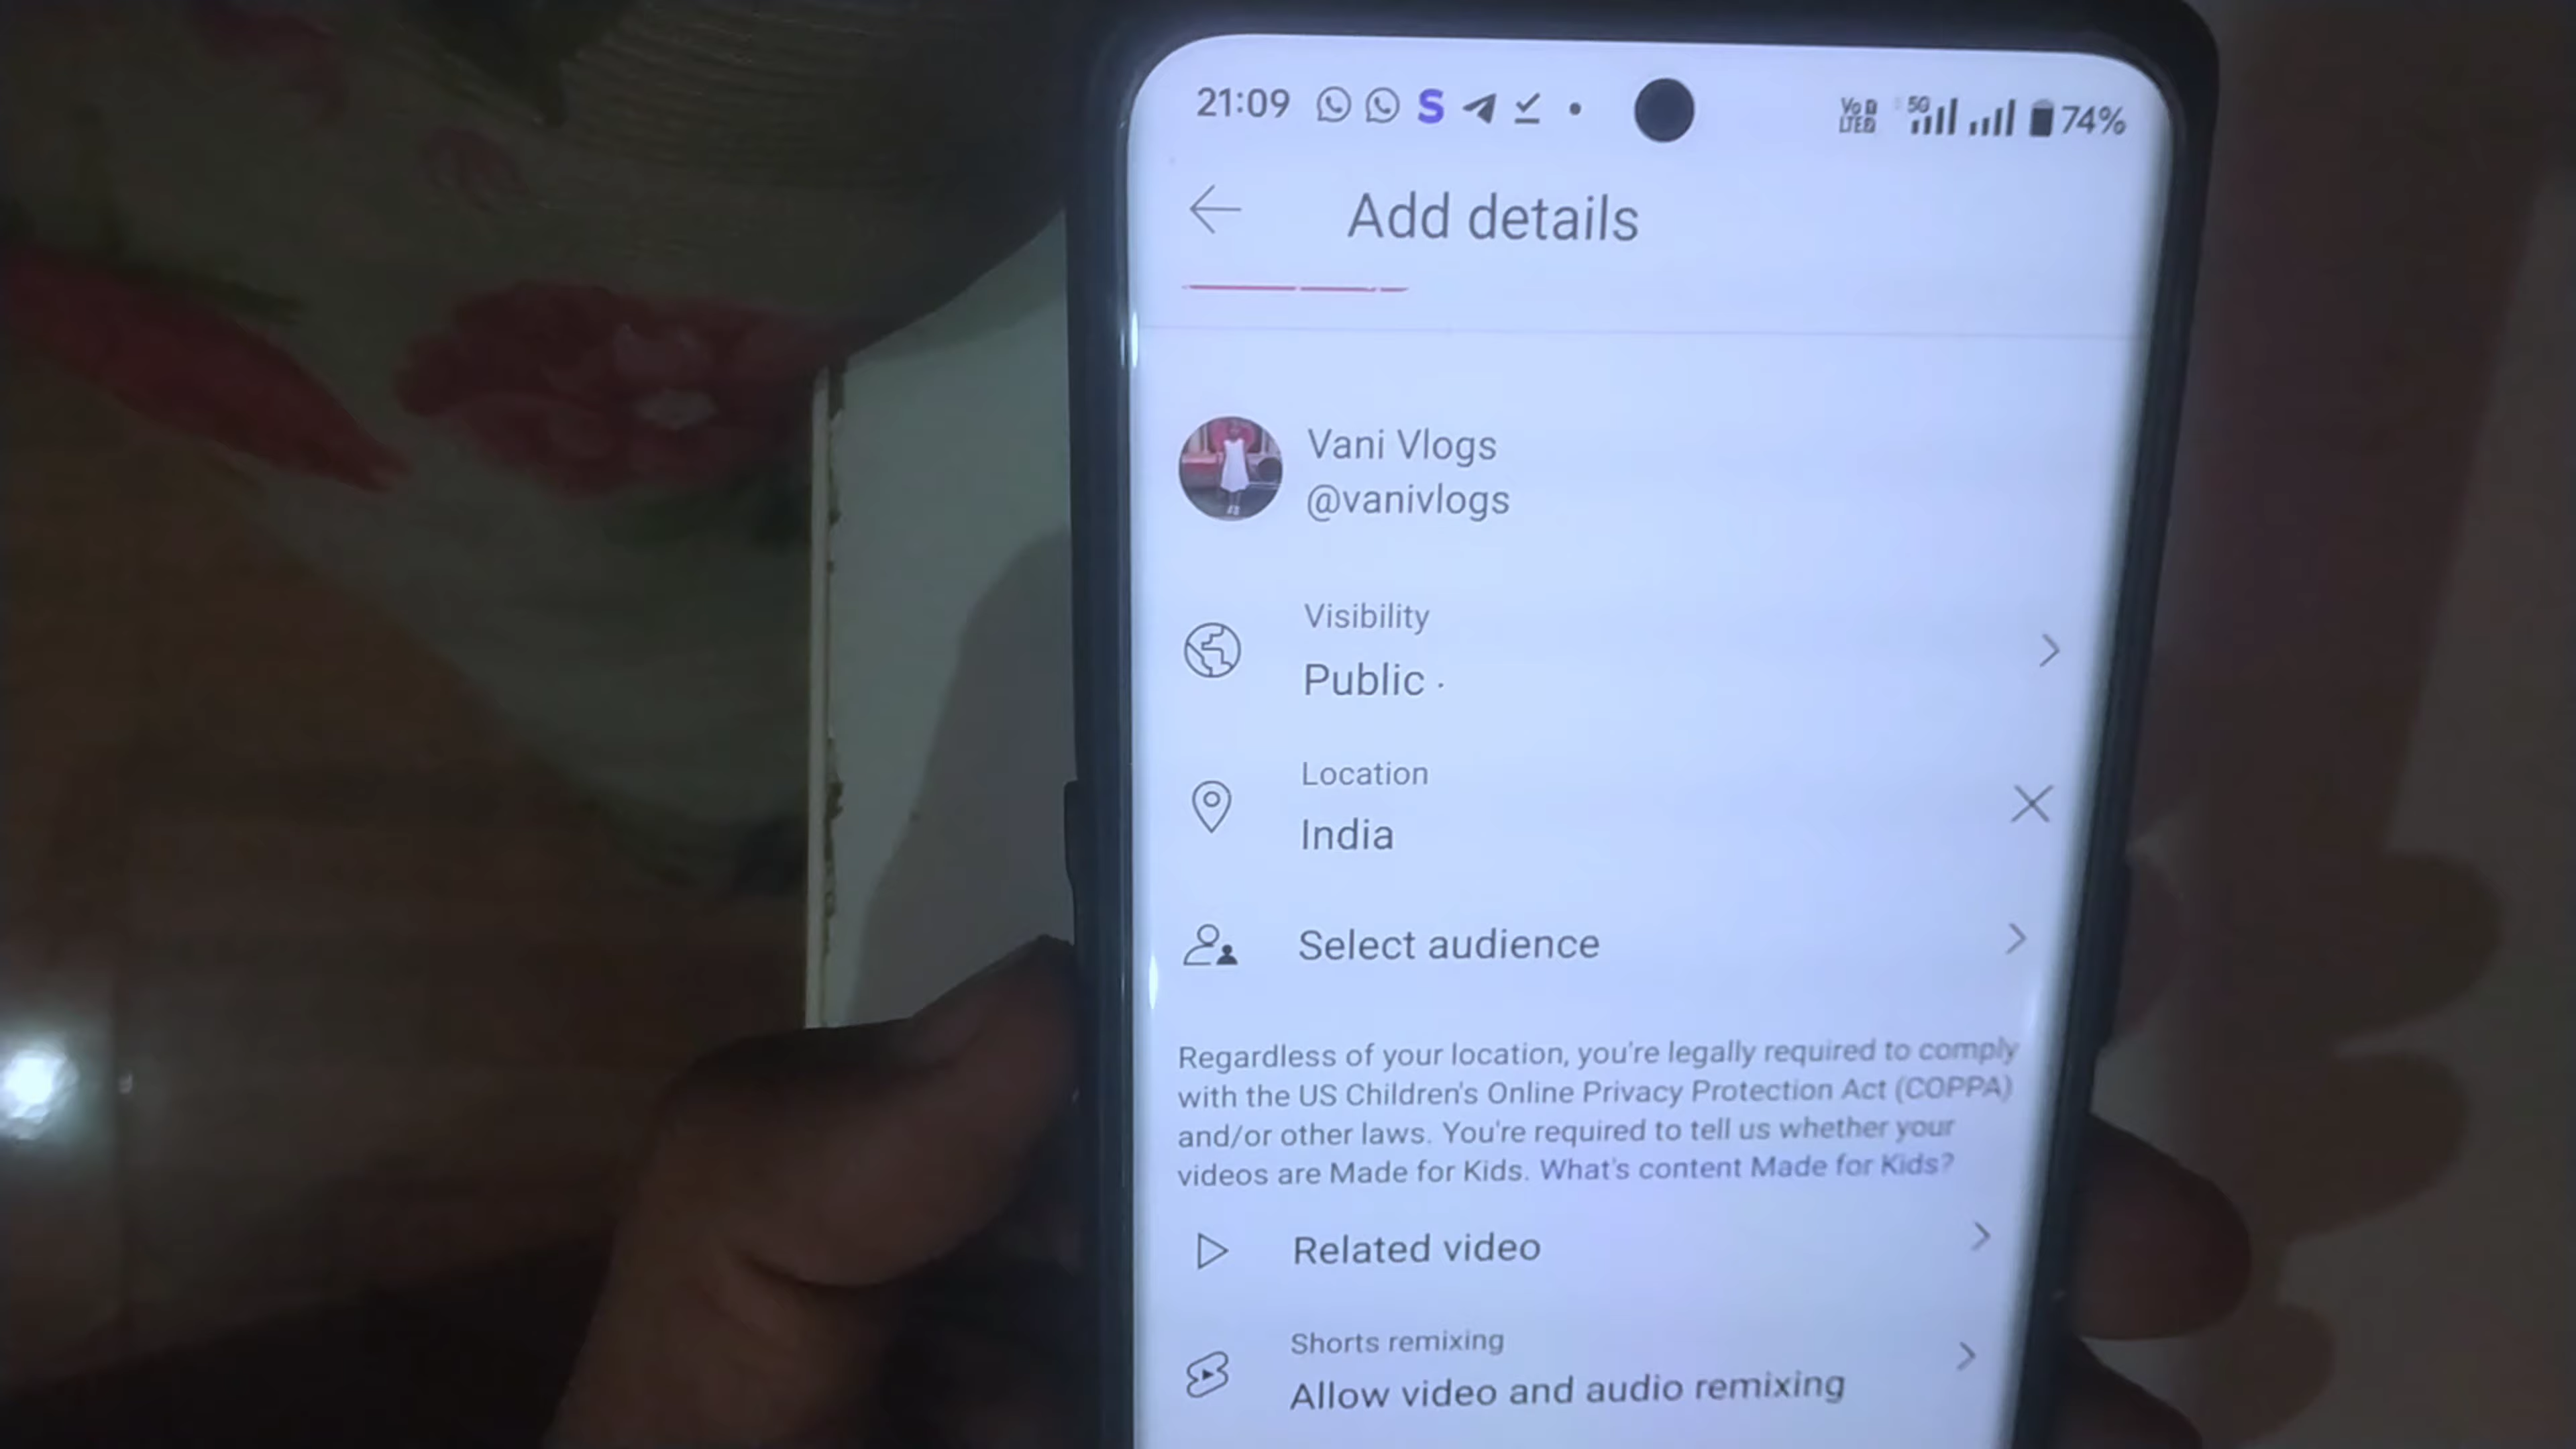 21:09 S 5G 74%
Add details
Vani Vlogs
@vanivlogs
Visibility
Public ·
Location
India
Select audience
Regardless of your location, you're legally required to comply
with the US Children's Online Privacy Protection Act (COPPA)
and/or other laws. You're required to tell us whether your
videos are Made for Kids. What's content Made for Kids?
Related video
Shorts remixing
Allow video and audio remixing